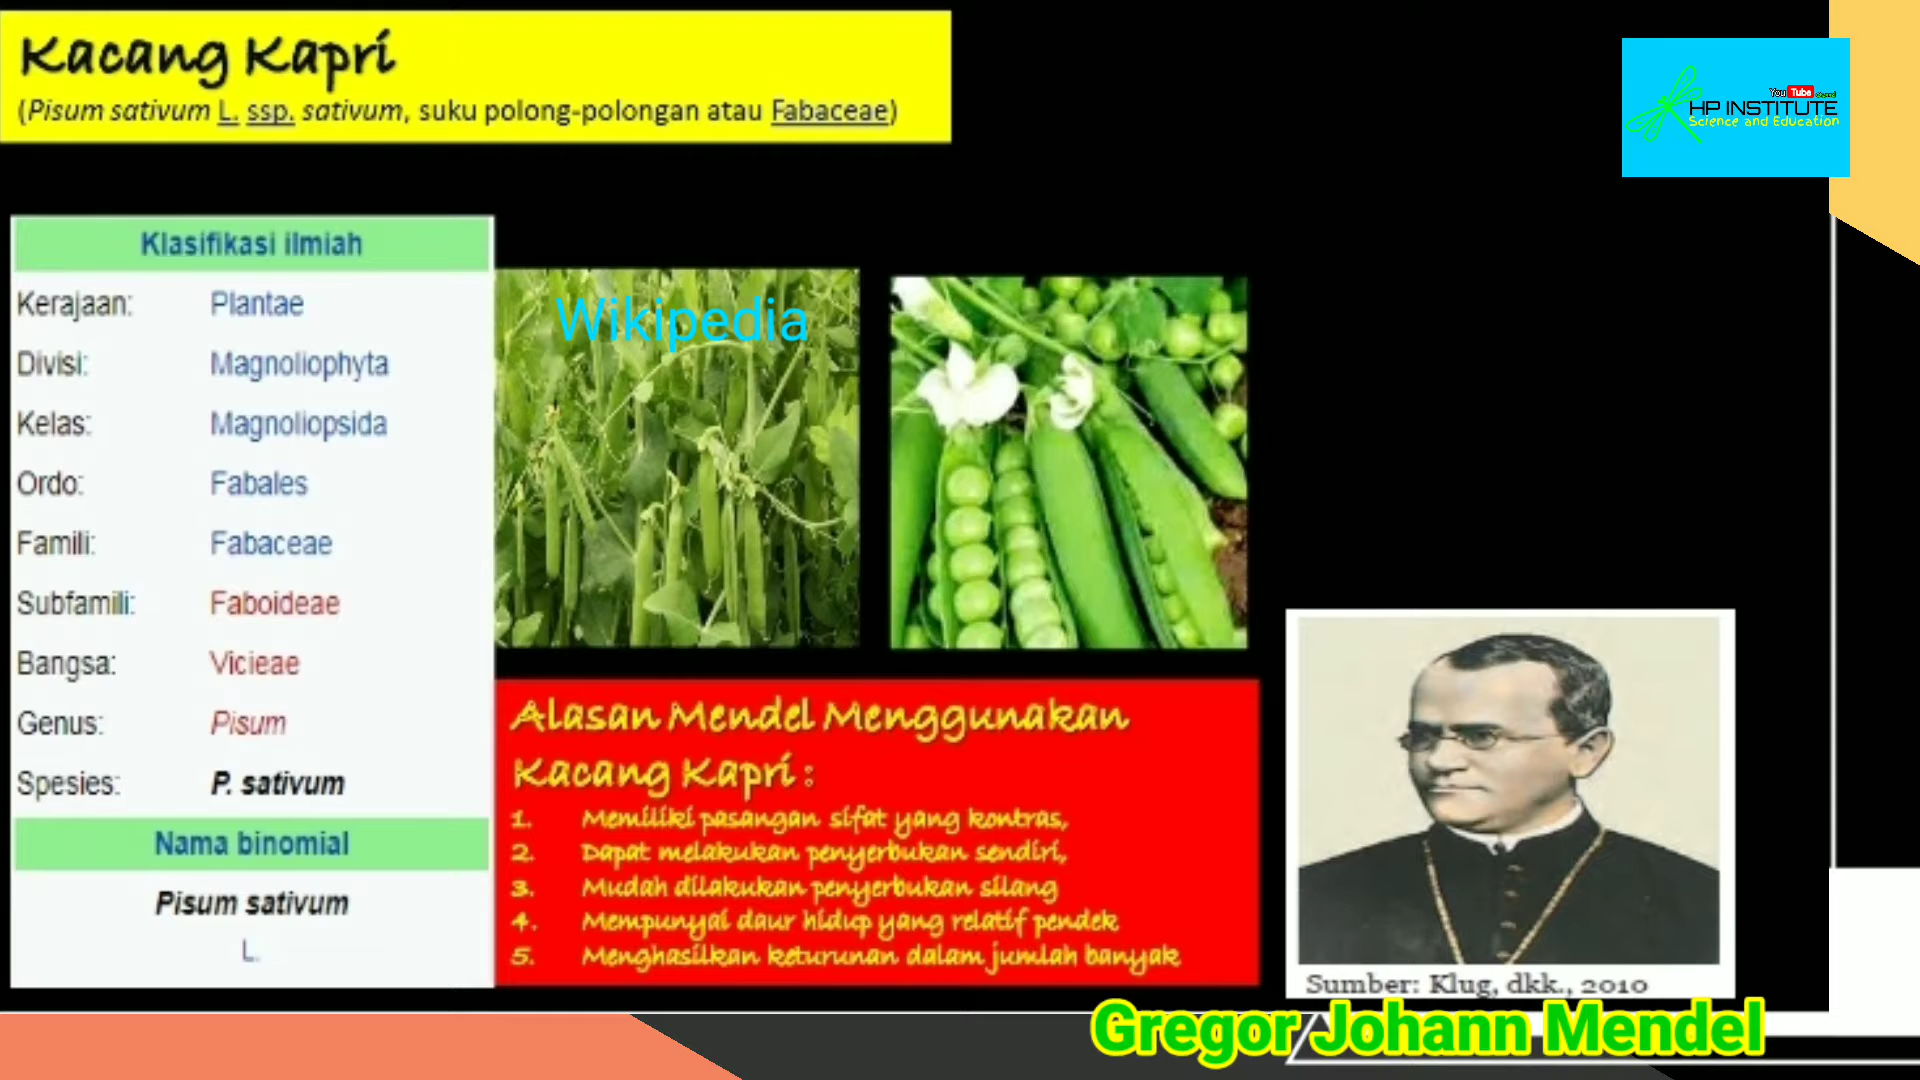 Kacang Kapri
(Pisum sativum L. ssp. sativum, suku polong-polongan atau Fabaceae)
You Tube
HP INSTITUTE
Science and Education
Klasifikasi ilmiah
Kerajaan: Plantae
Divisi: Magnoliophyta
Kelas: Magnoliopsida
Ordo: Fabales
Famili: Fabaceae
Subfamili: Faboideae
Bangsa: Vicieae
Genus: Pisum
Spesies: P. sativum
Nama binomial
Pisum sativum
L.
Wikipedia
Alasan Mendel Menggunakan
Kacang Kapri :
1. Memiliki pasangan sifat yang kontras,
2. Dapat melakukan penyerbukan sendiri,
3. Mudah dilakukan penyerbukan silang
4. Mempunyai daur hidup yang relatif pendek
5. Menghasilkan keturunan dalam jumlah banyak
Sumber: Klug, dkk., 2010
Gregor Johann Mendel